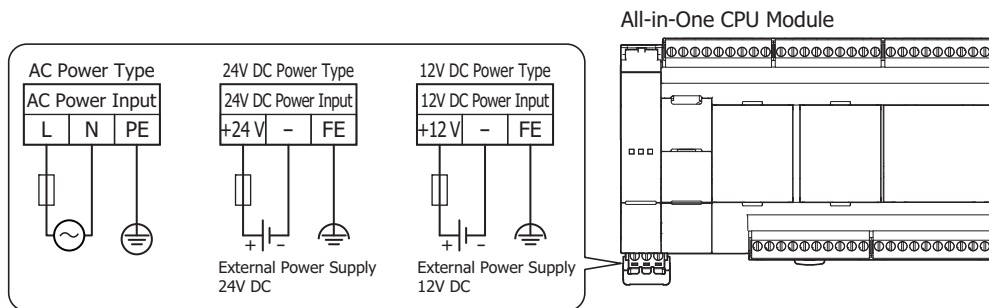 All-in-One CPU Module
AC Power Type
AC Power Input
L N PE
24V DC Power Type
24V DC Power Input
+24 V – FE
+ –
External Power Supply
24V DC
12V DC Power Type
12V DC Power Input
+12 V – FE
+ –
External Power Supply
12V DC